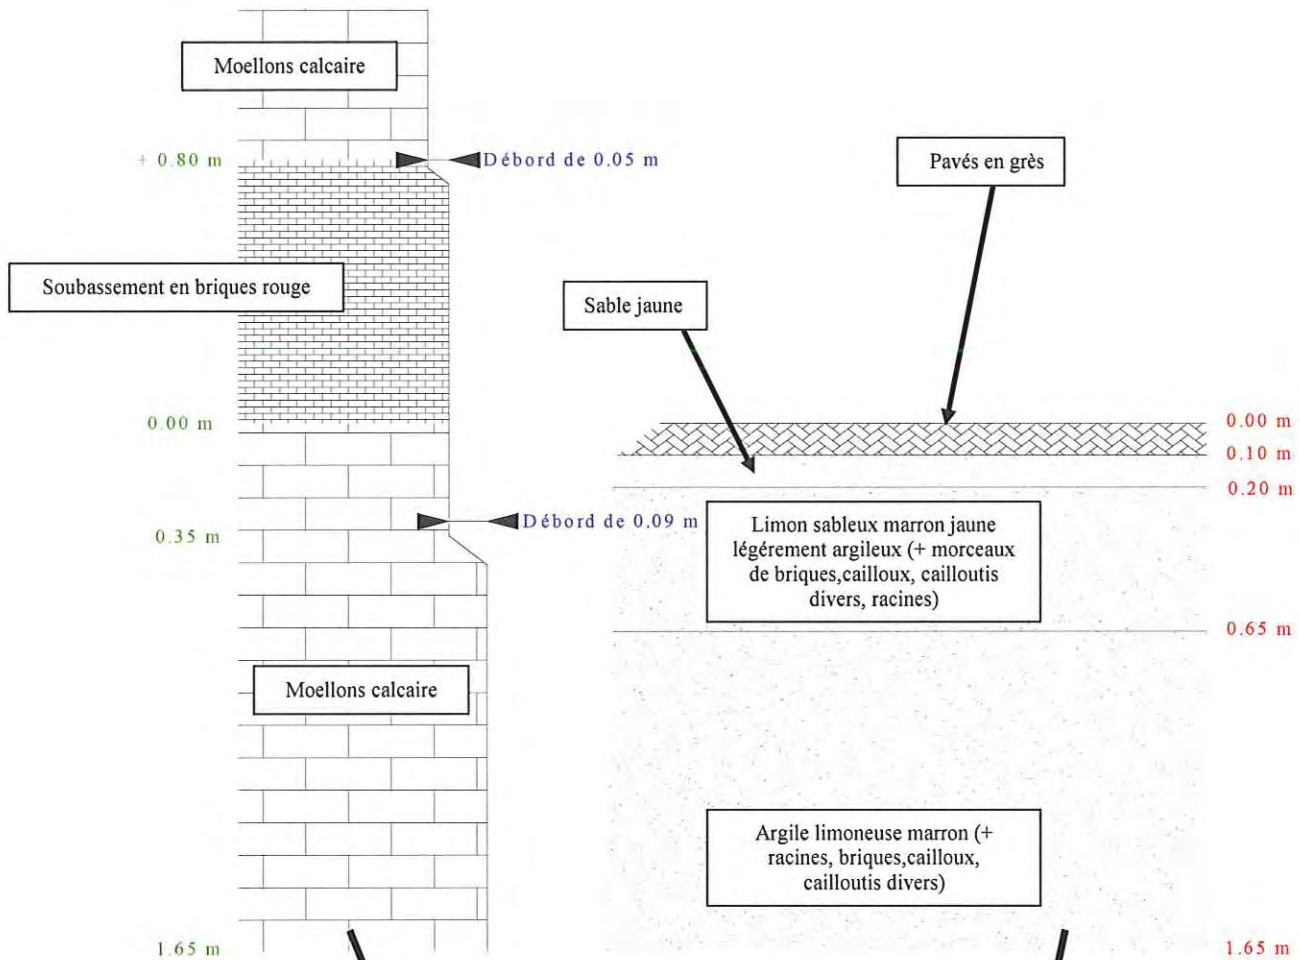 Moellons calcaire
+ 0.80 m
Débord de 0.05 m
Pavés en grès
Soubassement en briques rouge
Sable jaune
0.00 m
0.00 m
0.10 m
0.20 m
Débord de 0.09 m
0.35 m
Limon sableux marron jaune
légérement argileux (+ morceaux
de briques,cailloux, cailloutis
divers, racines)
0.65 m
Moellons calcaire
Argile limoneuse marron (+
racines, briques,cailloux,
cailloutis divers)
1.65 m
1.65 m